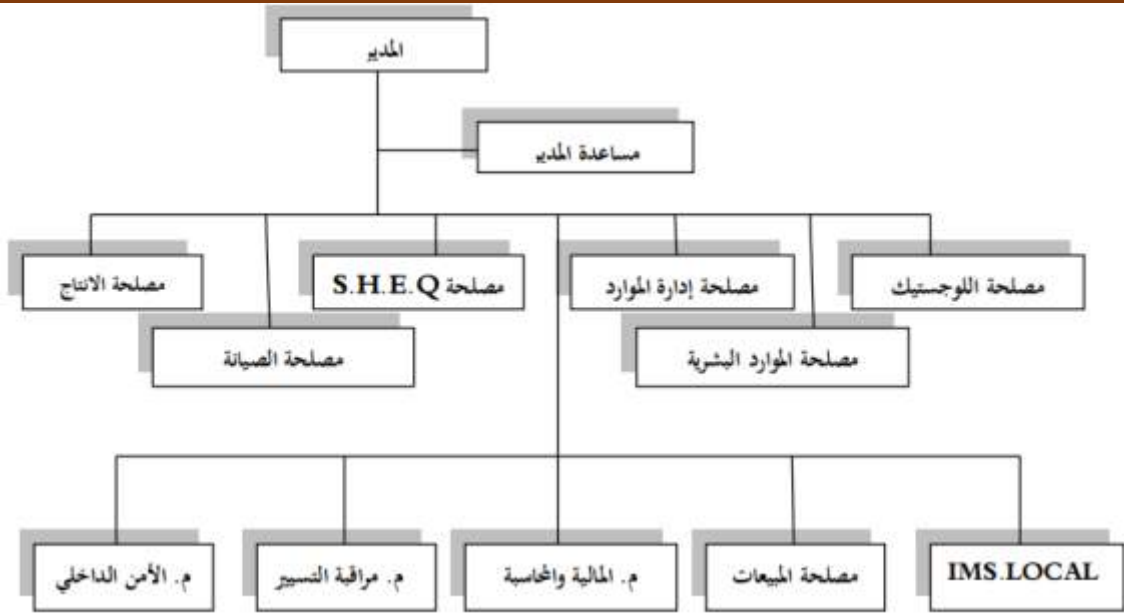 المدير
مساعدة المدير
مصلحة اللوجستيك
مصلحة إدارة الموارد
مصلحة S.H.E.Q
مصلحة الانتاج
مصلحة الموارد البشرية
مصلحة الصيانة
IMS.LOCAL
مصلحة المبيعات
م. المالية والمحاسبة
م. مراقبة التسيير
م. الأمن الداخلي